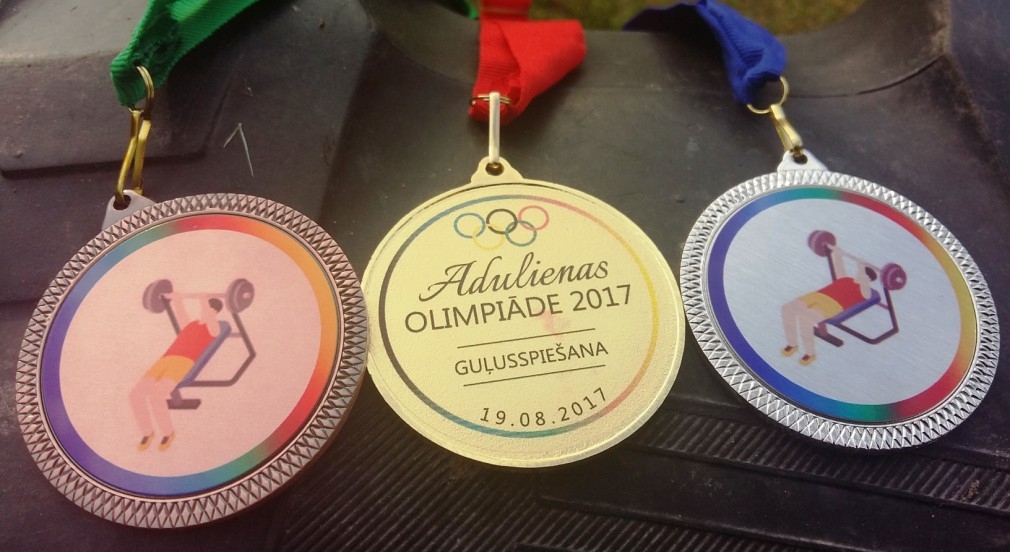 Adulienas
OLIMPIĀDE 2017
GUĻUSSPIEŠANA
19.08.2017